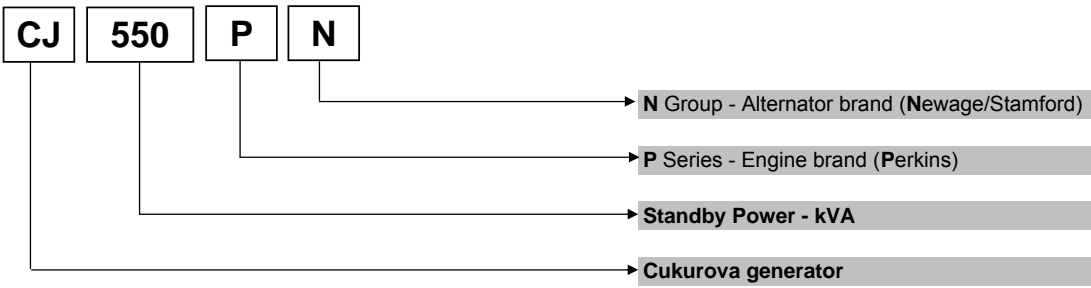 CJ 550 P N
N Group - Alternator brand (Newage/Stamford)
P Series - Engine brand (Perkins)
Standby Power - kVA
Cukurova generator